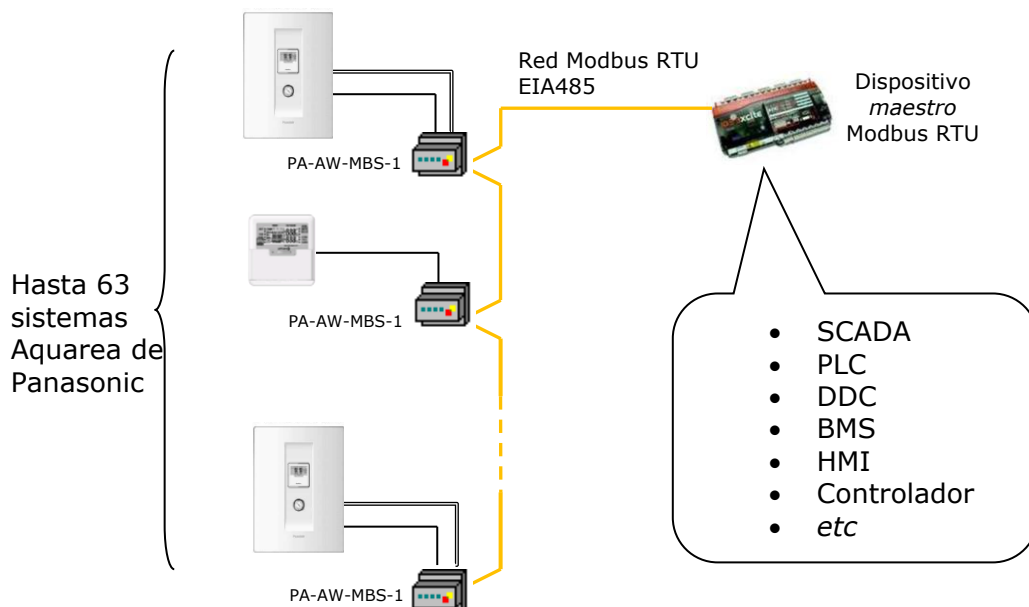 Red Modbus RTU
EIA485
Dispositivo
maestro
Modbus RTU
PA-AW-MBS-1
Hasta 63
sistemas
Aquarea de
Panasonic
PA-AW-MBS-1
• SCADA
• PLC
• DDC
• BMS
• HMI
• Controlador
• etc
PA-AW-MBS-1